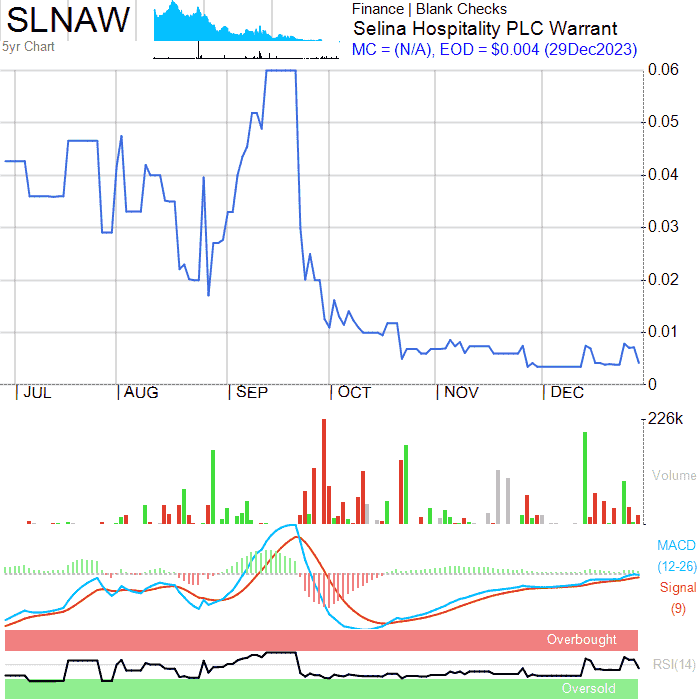 SLNAW
5yr Chart
Finance | Blank Checks
Selina Hospitality PLC Warrant
MC = (N/A), EOD = $0.004 (29Dec2023)
0.06
0.05
0.04
0.03
0.02
0.01
0
| JUL | AUG | SEP | OCT | NOV | DEC
226k
Volume
MACD
(12-26)
Signal
(9)
Overbought
RSI(14)
Oversold